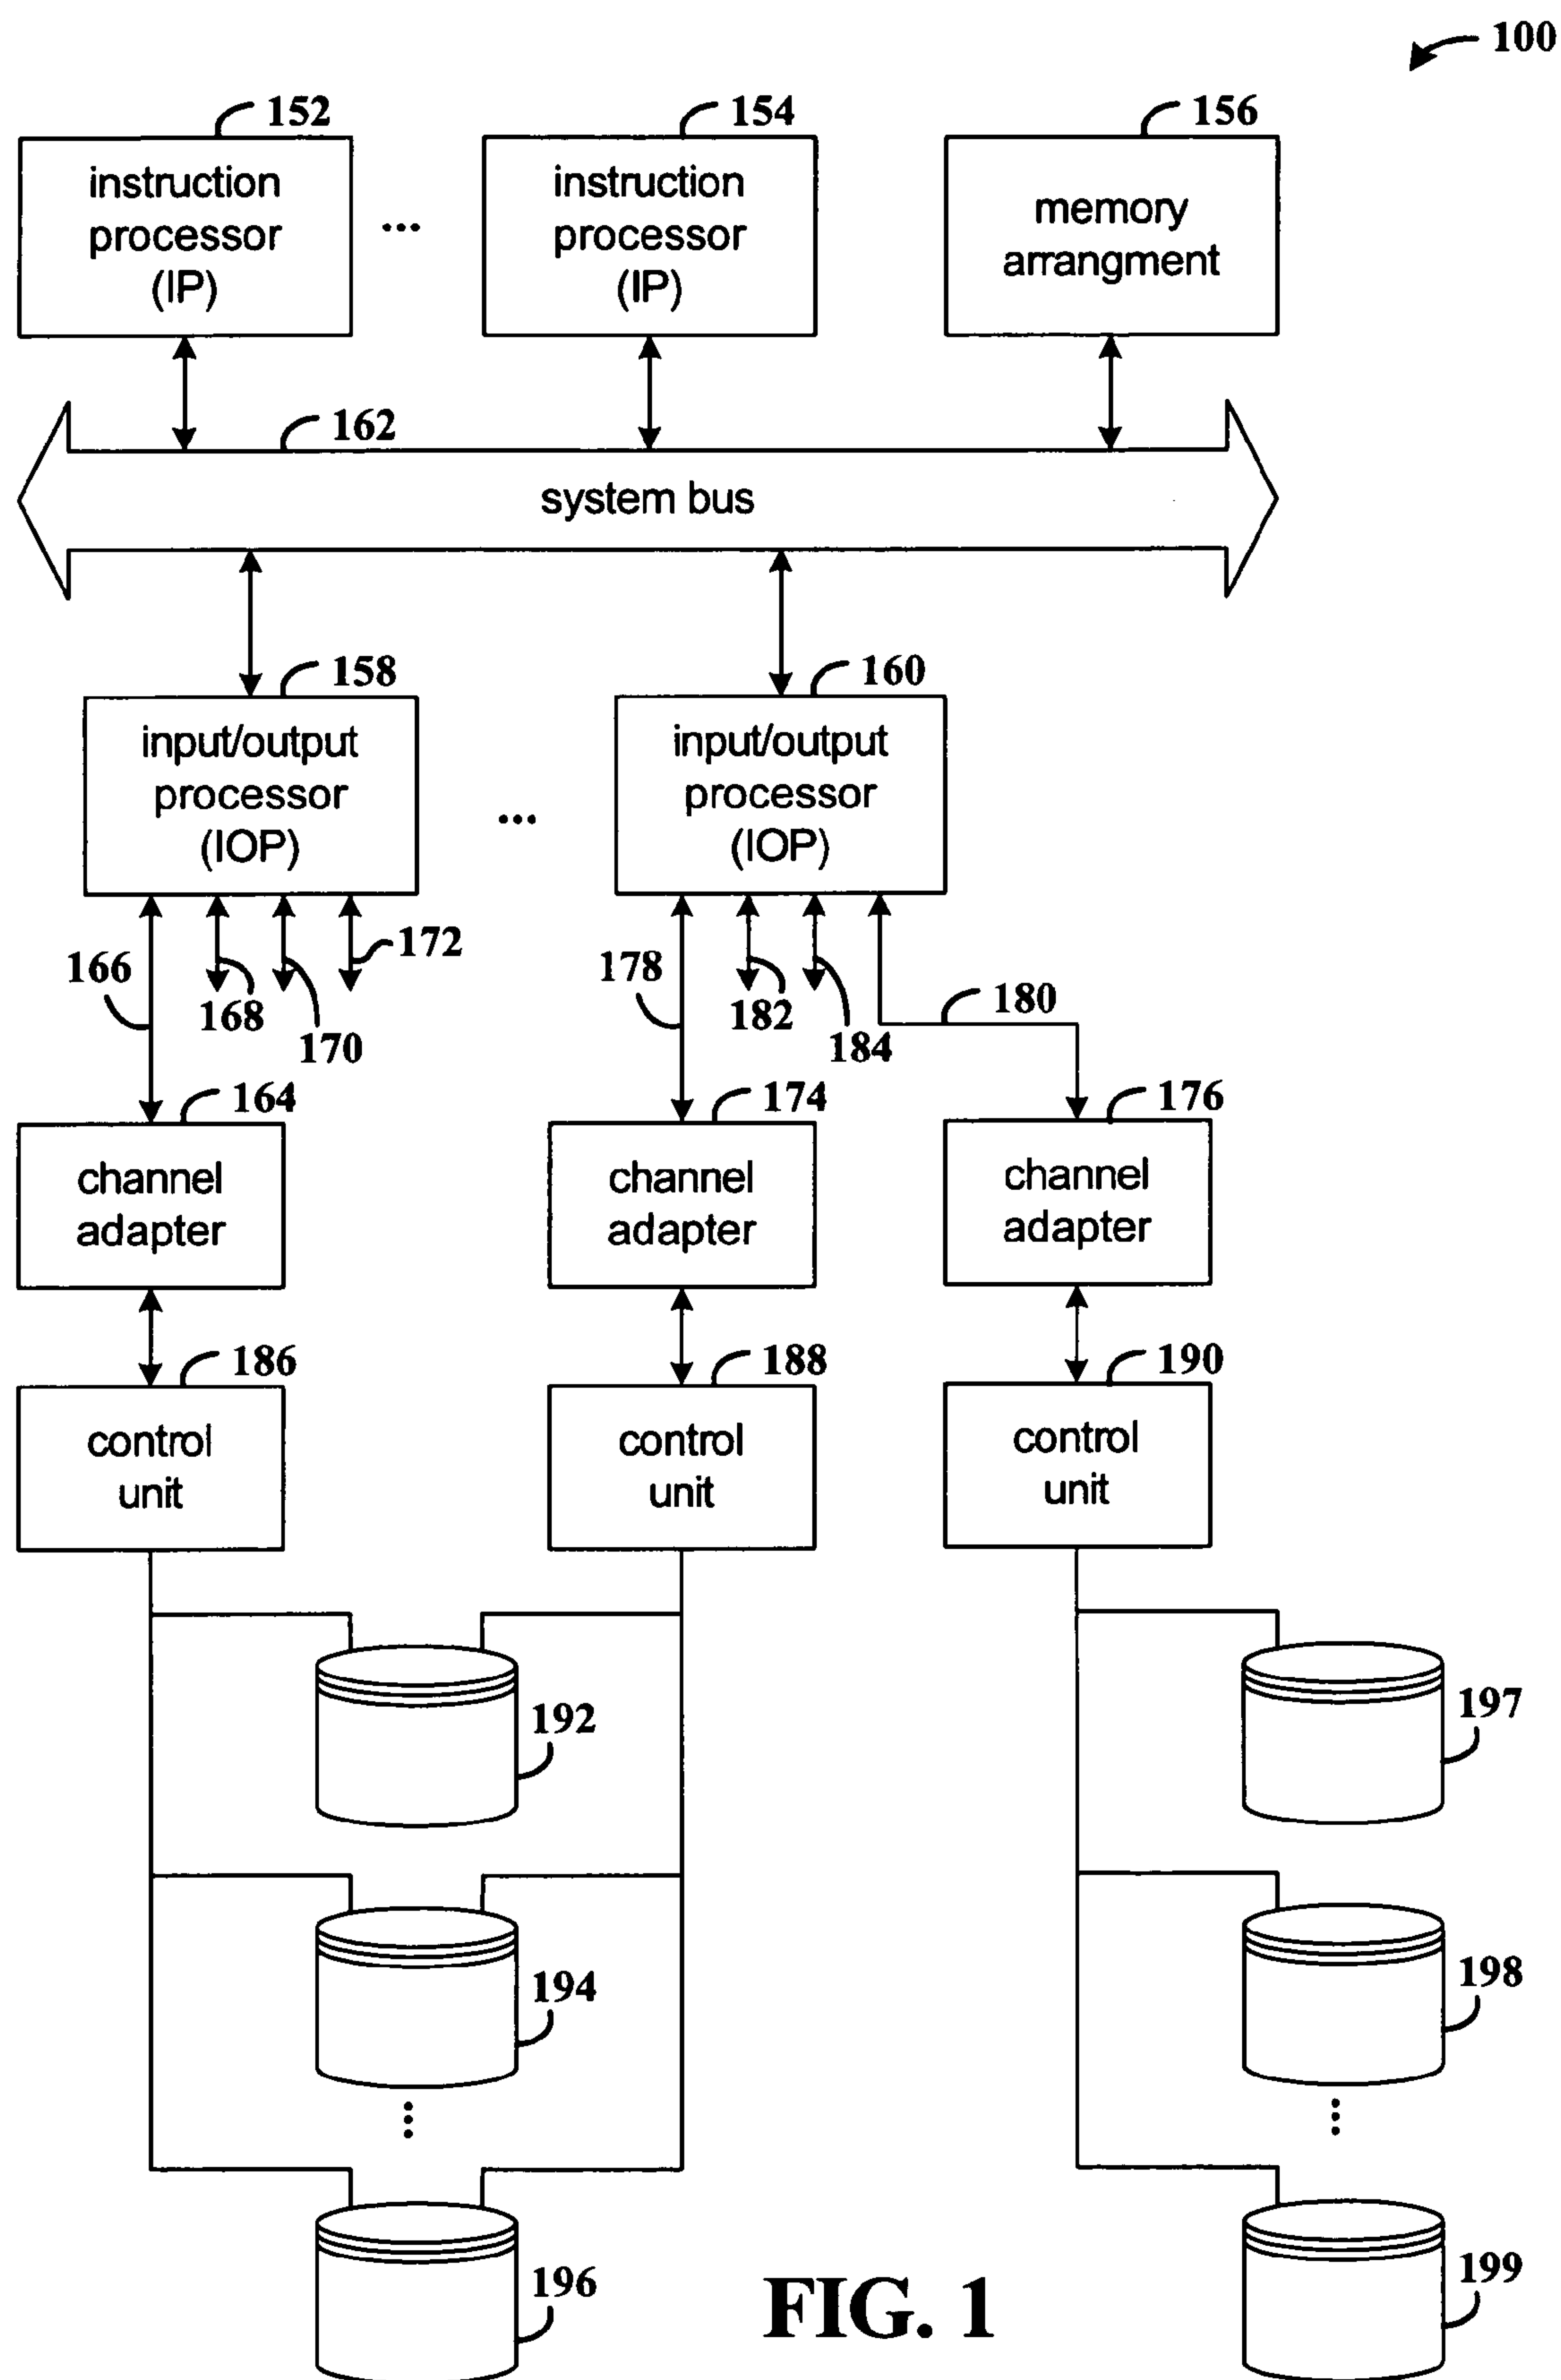 100
152
154
156
instruction
processor
(IP)
...
instruction
processor
(IP)
memory
arrangment
162
system bus
158
160
input/output
processor
(IOP)
...
input/output
processor
(IOP)
166
168
170
172
178
182
184
180
164
174
176
channel
adapter
channel
adapter
channel
adapter
186
188
190
control
unit
control
unit
control
unit
192
197
194
198
196
199
FIG. 1